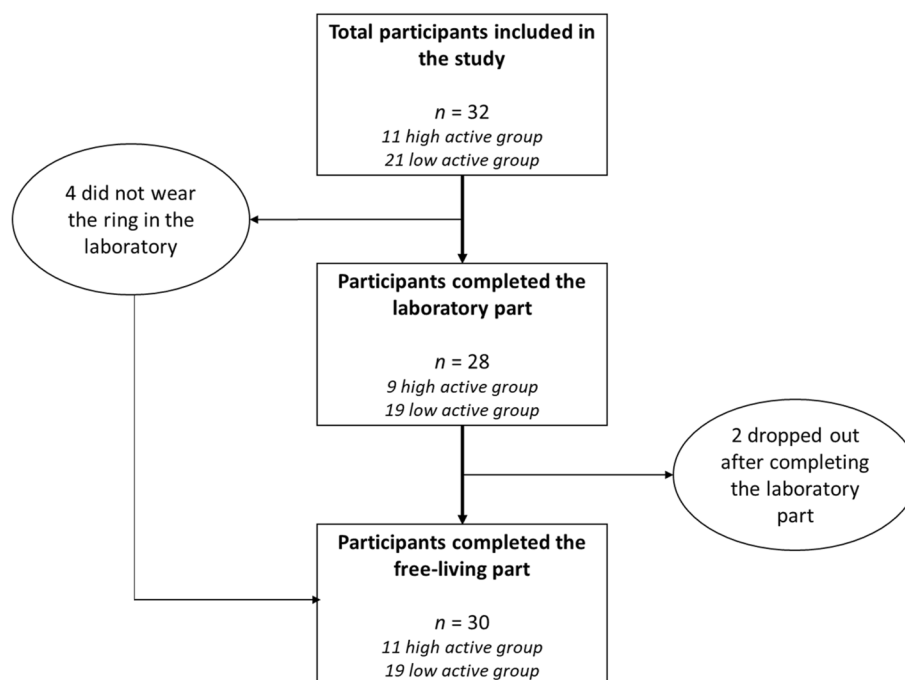 Total participants included in
the study
n = 32
11 high active group
21 low active group
4 did not wear
the ring in the
laboratory
Participants completed the
laboratory part
n = 28
9 high active group
19 low active group
2 dropped out
after completing
the laboratory
part
Participants completed the
free-living part
n = 30
11 high active group
19 low active group